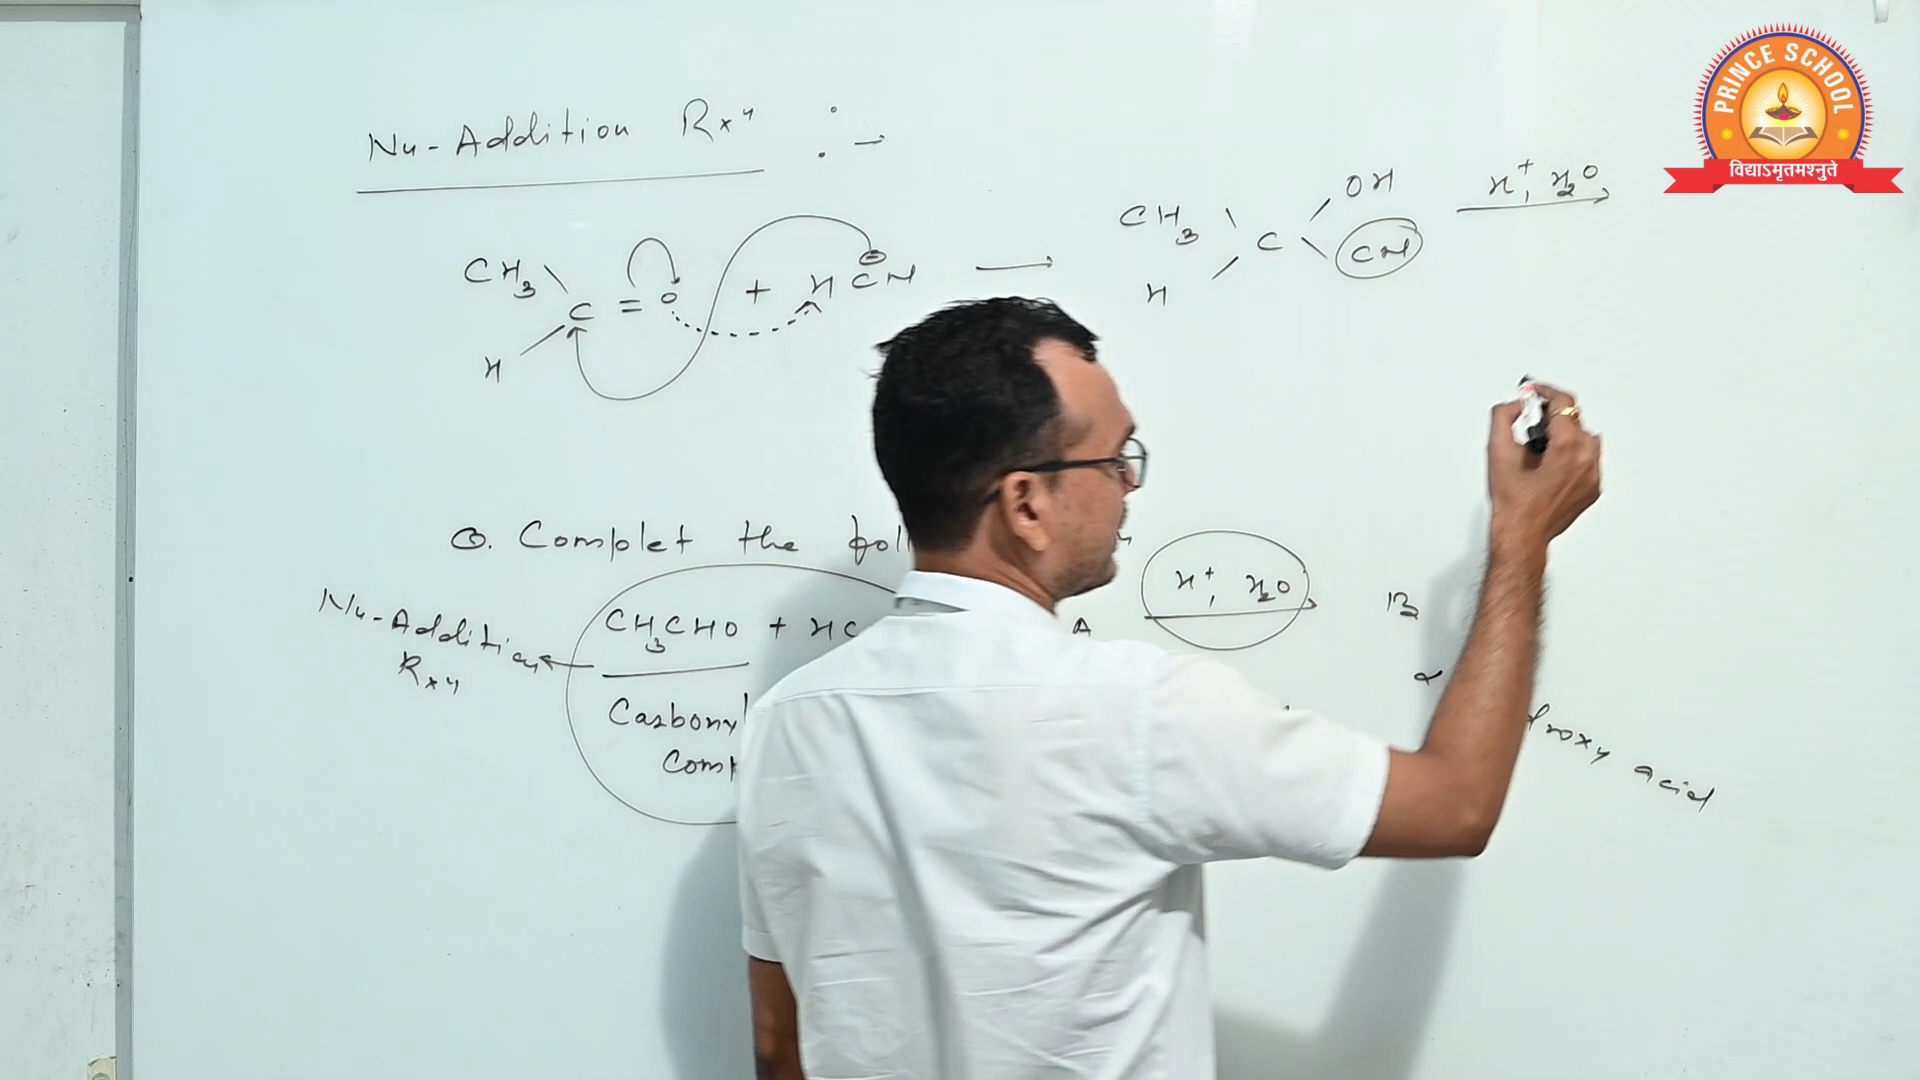 PRINCE SCHOOL
विद्याऽमृतमश्नुते
Nu-Addition Rxn :→
CH3 \ C = O + H CN → CH3 \ C / OH \ CN H+, H2O
H / H /
Q. Complet the foll
Nu-Addition
Rxn
CH3CHO + HC A H+, H2O B
α
Carbonyl droxy acid
Comp